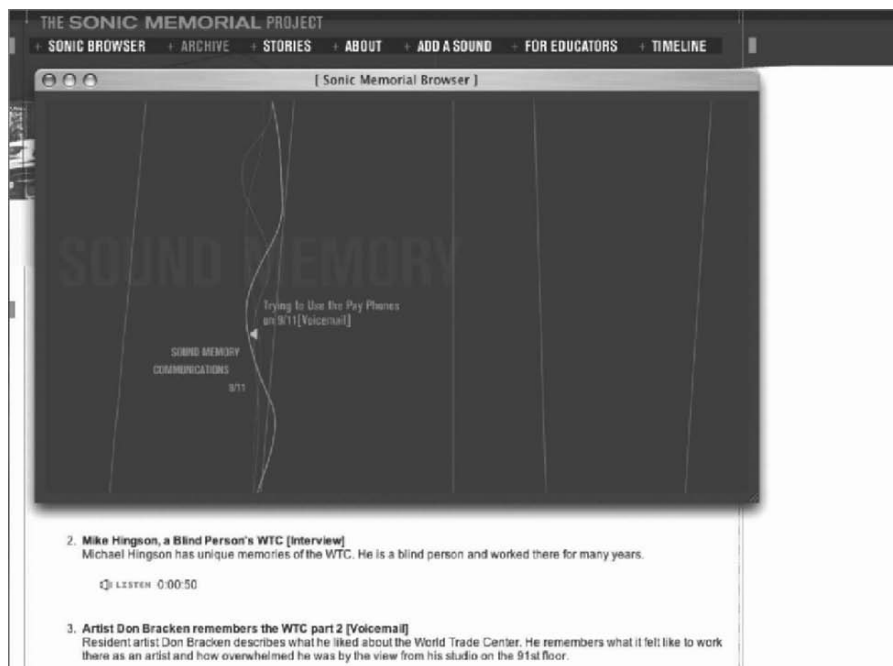 THE SONIC MEMORIAL PROJECT
+ SONIC BROWSER + ARCHIVE + STORIES + ABOUT + ADD A SOUND + FOR EDUCATORS + TIMELINE
[ Sonic Memorial Browser ]
SOUND MEMORY
Trying to Use the Pay Phones
on 9/11[Voicemail]
SOUND MEMORY
COMMUNICATIONS
9/11
2. Mike Hingson, a Blind Person's WTC [Interview]
Michael Hingson has unique memories of the WTC. He is a blind person and worked there for many years.
LISTEN 0:00:50
3. Artist Don Bracken remembers the WTC part 2 [Voicemail]
Resident artist Don Bracken describes what he liked about the World Trade Center. He remembers what it felt like to work
there as an artist and how overwhelmed he was by the view from his studio on the 91st floor.